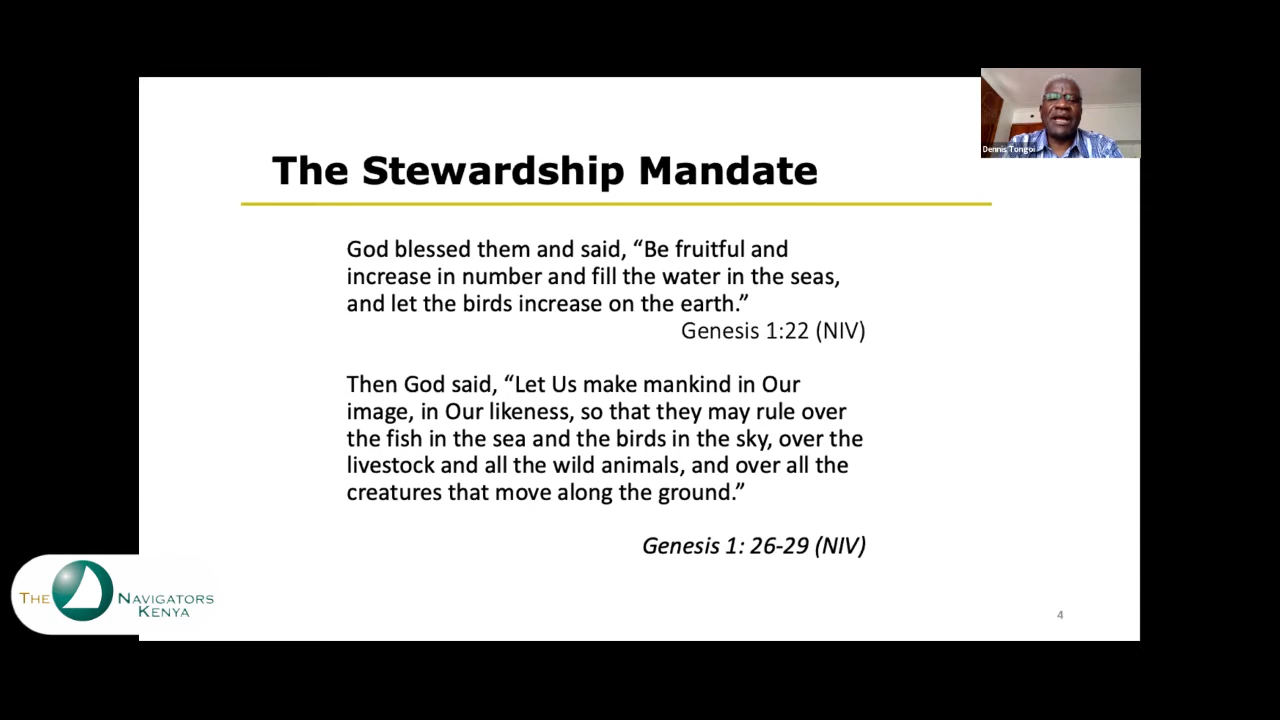 Dennis Tongoi
The Stewardship Mandate
God blessed them and said, “Be fruitful and
increase in number and fill the water in the seas,
and let the birds increase on the earth.”
Genesis 1:22 (NIV)
Then God said, “Let Us make mankind in Our
image, in Our likeness, so that they may rule over
the fish in the sea and the birds in the sky, over the
livestock and all the wild animals, and over all the
creatures that move along the ground.”
Genesis 1: 26-29 (NIV)
THE NAVIGATORS
KENYA
4